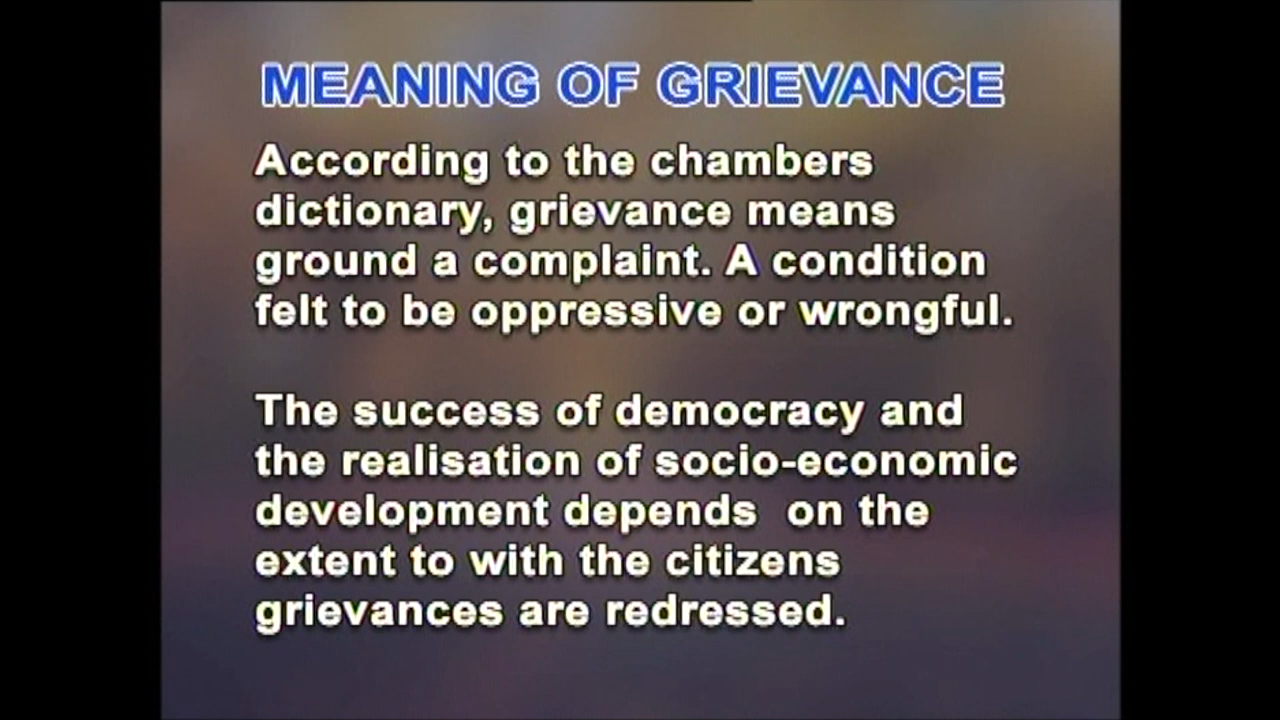 MEANING OF GRIEVANCE
According to the chambers
dictionary, grievance means
ground a complaint. A condition
felt to be oppressive or wrongful.
The success of democracy and
the realisation of socio-economic
development depends  on the
extent to with the citizens
grievances are redressed.